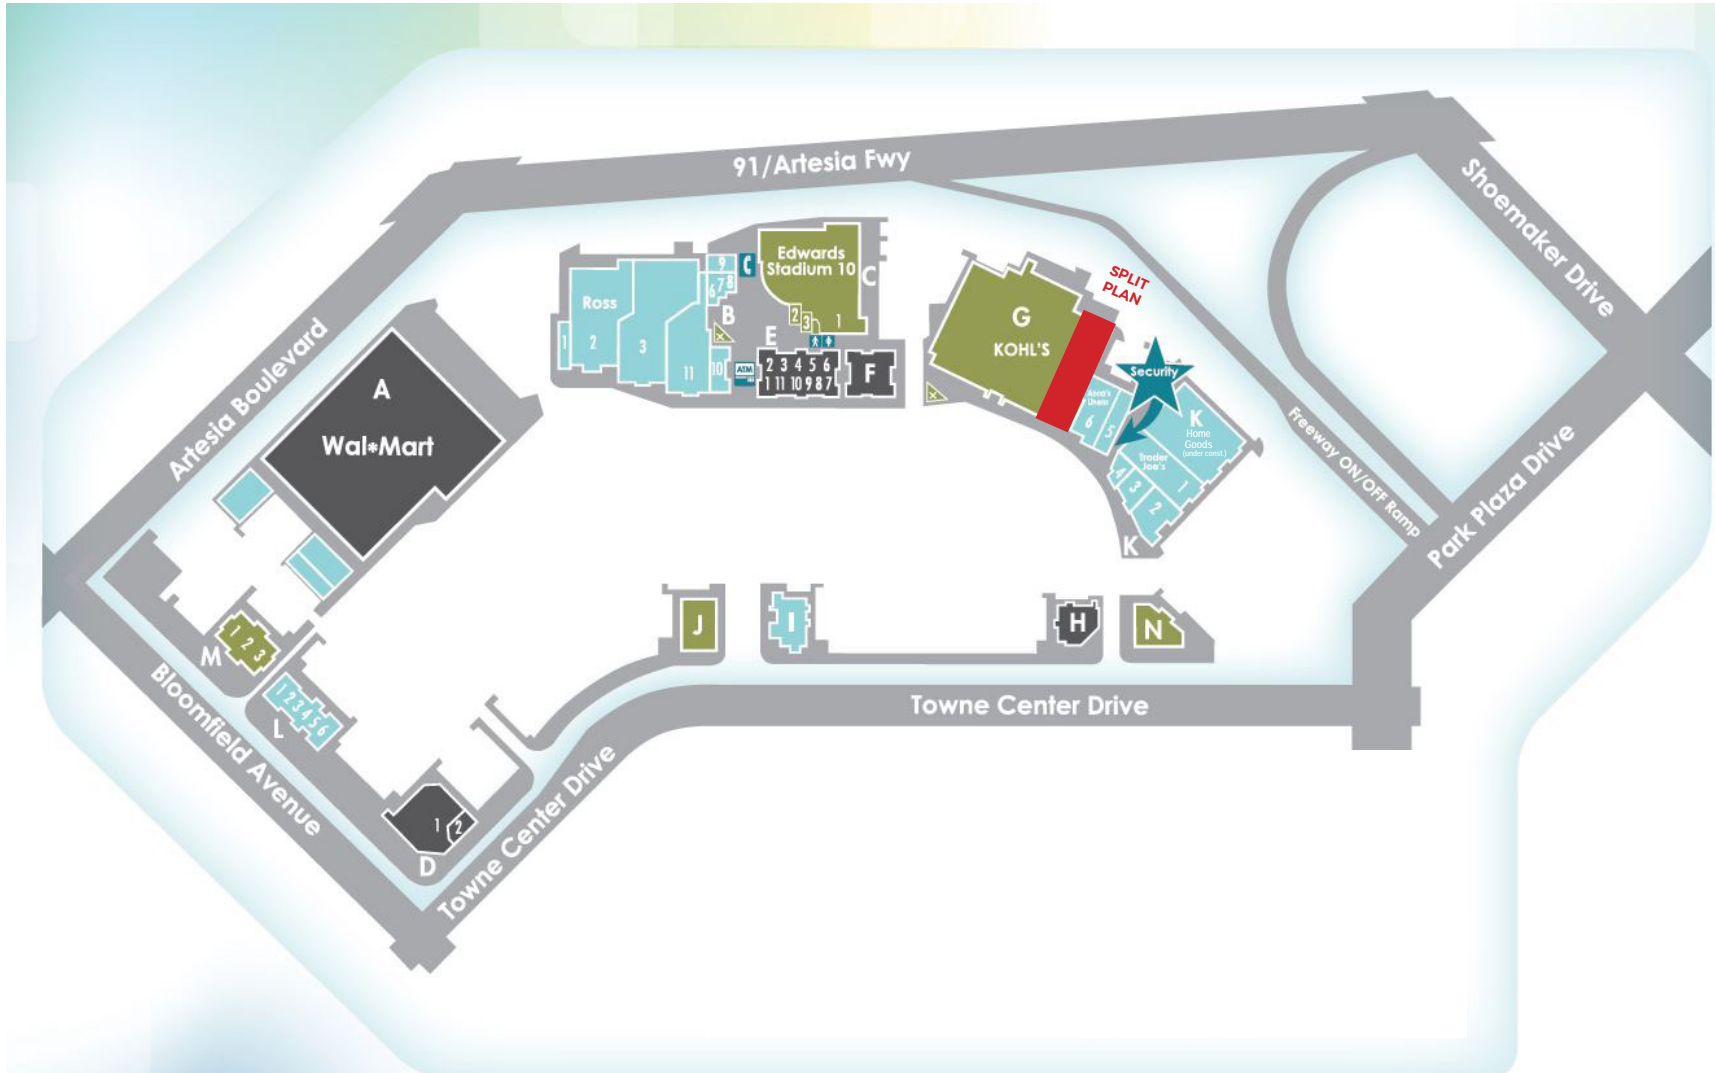 91/Artesia Fwy
Shoemaker Drive
Artesia Boulevard
A
Wal*Mart
Ross
1
2
3
11
10
9
6
7
8
B
ATM
Edwards
Stadium 10
C
2
3
1
E
2 3 4 5 6
1 11 10 9 8 7
F
G
KOHL'S
SPLIT
PLAN
Security
Anna's
Linens
6
5
K
Home
Goods
(under const.)
Trader
Joe's
4
3
2
1
K
Freeway ON/OFF Ramp
Park Plaza Drive
J
I
H
N
M
1
2
3
L
1
2
3
4
5
6
D
1
2
Bloomfield Avenue
Towne Center Drive
Towne Center Drive